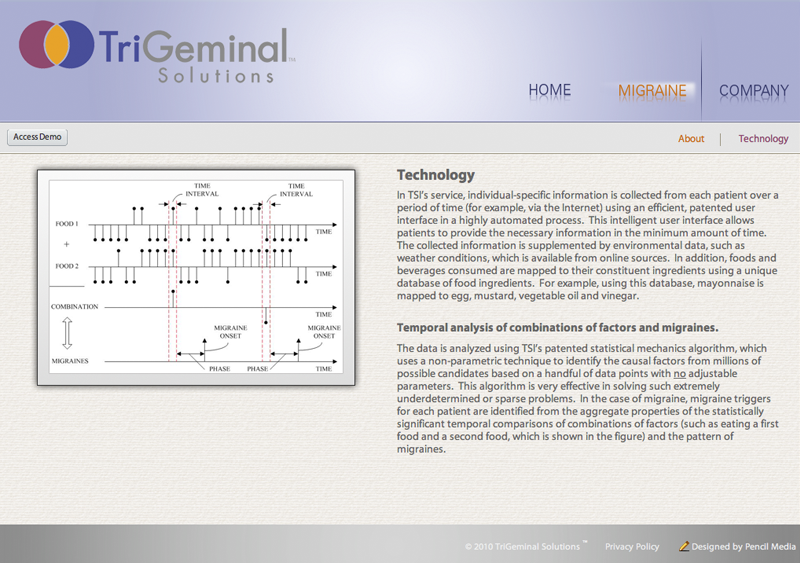 TriGeminal™
Solutions
HOME
MIGRAINE
COMPANY
Access Demo
About
Technology
TIME
INTERVAL
TIME
INTERVAL
FOOD 1
TIME
+
FOOD 2
TIME
COMBINATION
TIME
MIGRAINE
ONSET
MIGRAINE
ONSET
MIGRAINES
PHASE
PHASE
TIME
Technology
In TSI's service, individual-specific information is collected from each patient over a
period of time (for example, via the Internet) using an efficient, patented user
interface in a highly automated process. This intelligent user interface allows
patients to provide the necessary information in the minimum amount of time.
The collected information is supplemented by environmental data, such as
weather conditions, which is available from online sources. In addition, foods and
beverages consumed are mapped to their constituent ingredients using a unique
database of food ingredients. For example, using this database, mayonnaise is
mapped to egg, mustard, vegetable oil and vinegar.
Temporal analysis of combinations of factors and migraines.
The data is analyzed using TSI's patented statistical mechanics algorithm, which
uses a non-parametric technique to identify the causal factors from millions of
possible candidates based on a handful of data points with no adjustable
parameters. This algorithm is very effective in solving such extremely
underdetermined or sparse problems. In the case of migraine, migraine triggers
for each patient are identified from the aggregate properties of the statistically
significant temporal comparisons of combinations of factors (such as eating a first
food and a second food, which is shown in the figure) and the pattern of
migraines.
© 2010 TriGeminal Solutions ™
Privacy Policy
Designed by Pencil Media